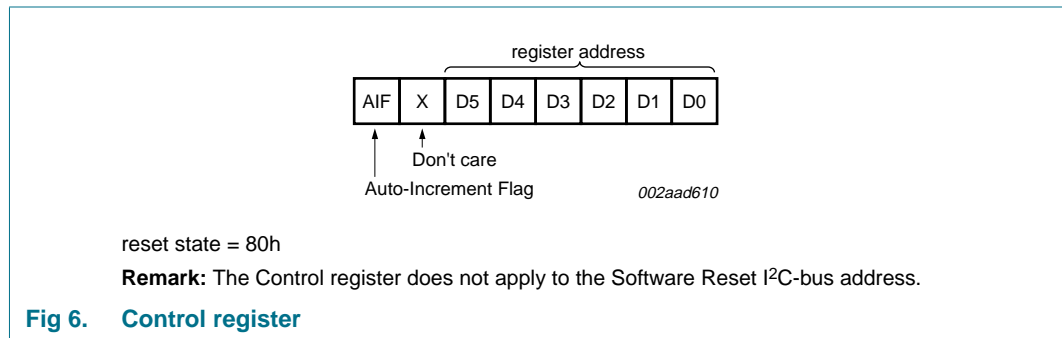 register address
AIF X D5 D4 D3 D2 D1 D0
Don't care
Auto-Increment Flag
002aad610
reset state = 80h
Remark: The Control register does not apply to the Software Reset I2C-bus address.
Fig 6. Control register